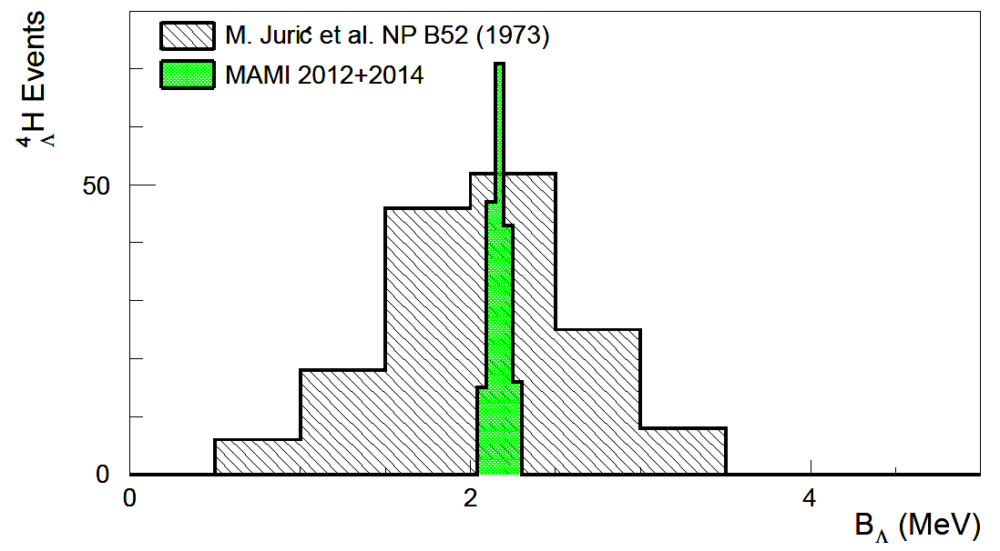 M. Jurić et al. NP B52 (1973)
MAMI 2012+2014
⁴ΛH Events
50
0
0 2 4
BΛ (MeV)